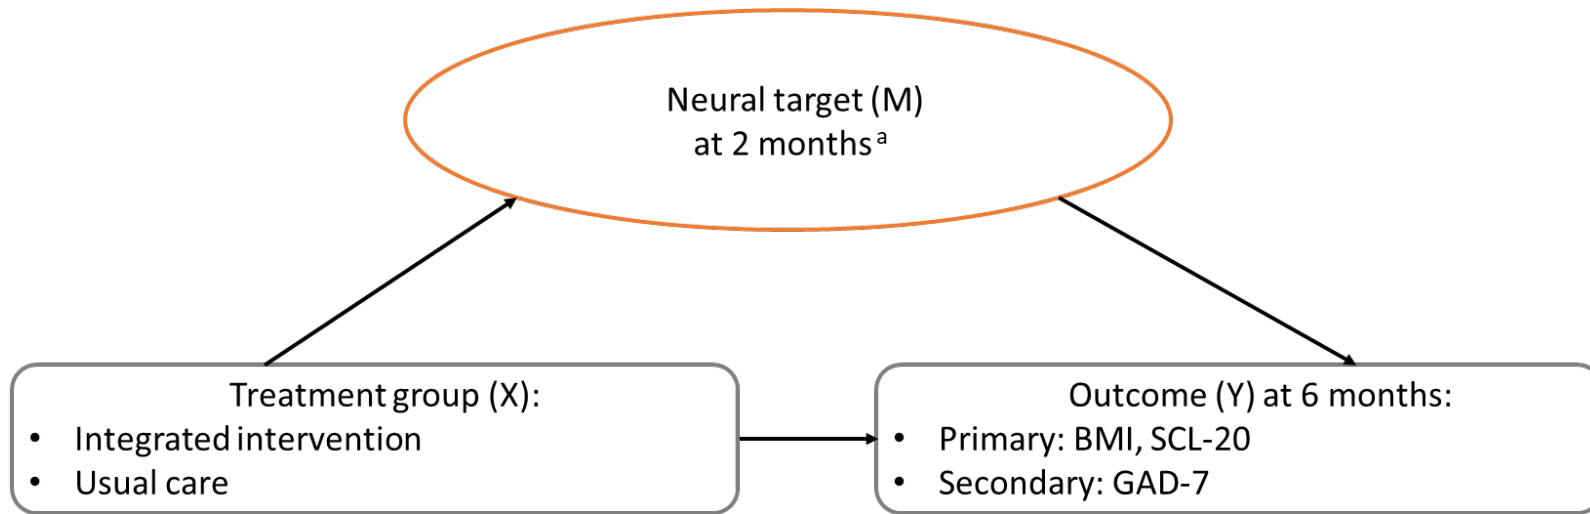 Neural target (M)
at 2 months a
Treatment group (X):
• Integrated intervention
• Usual care
Outcome (Y) at 6 months:
• Primary: BMI, SCL-20
• Secondary: GAD-7